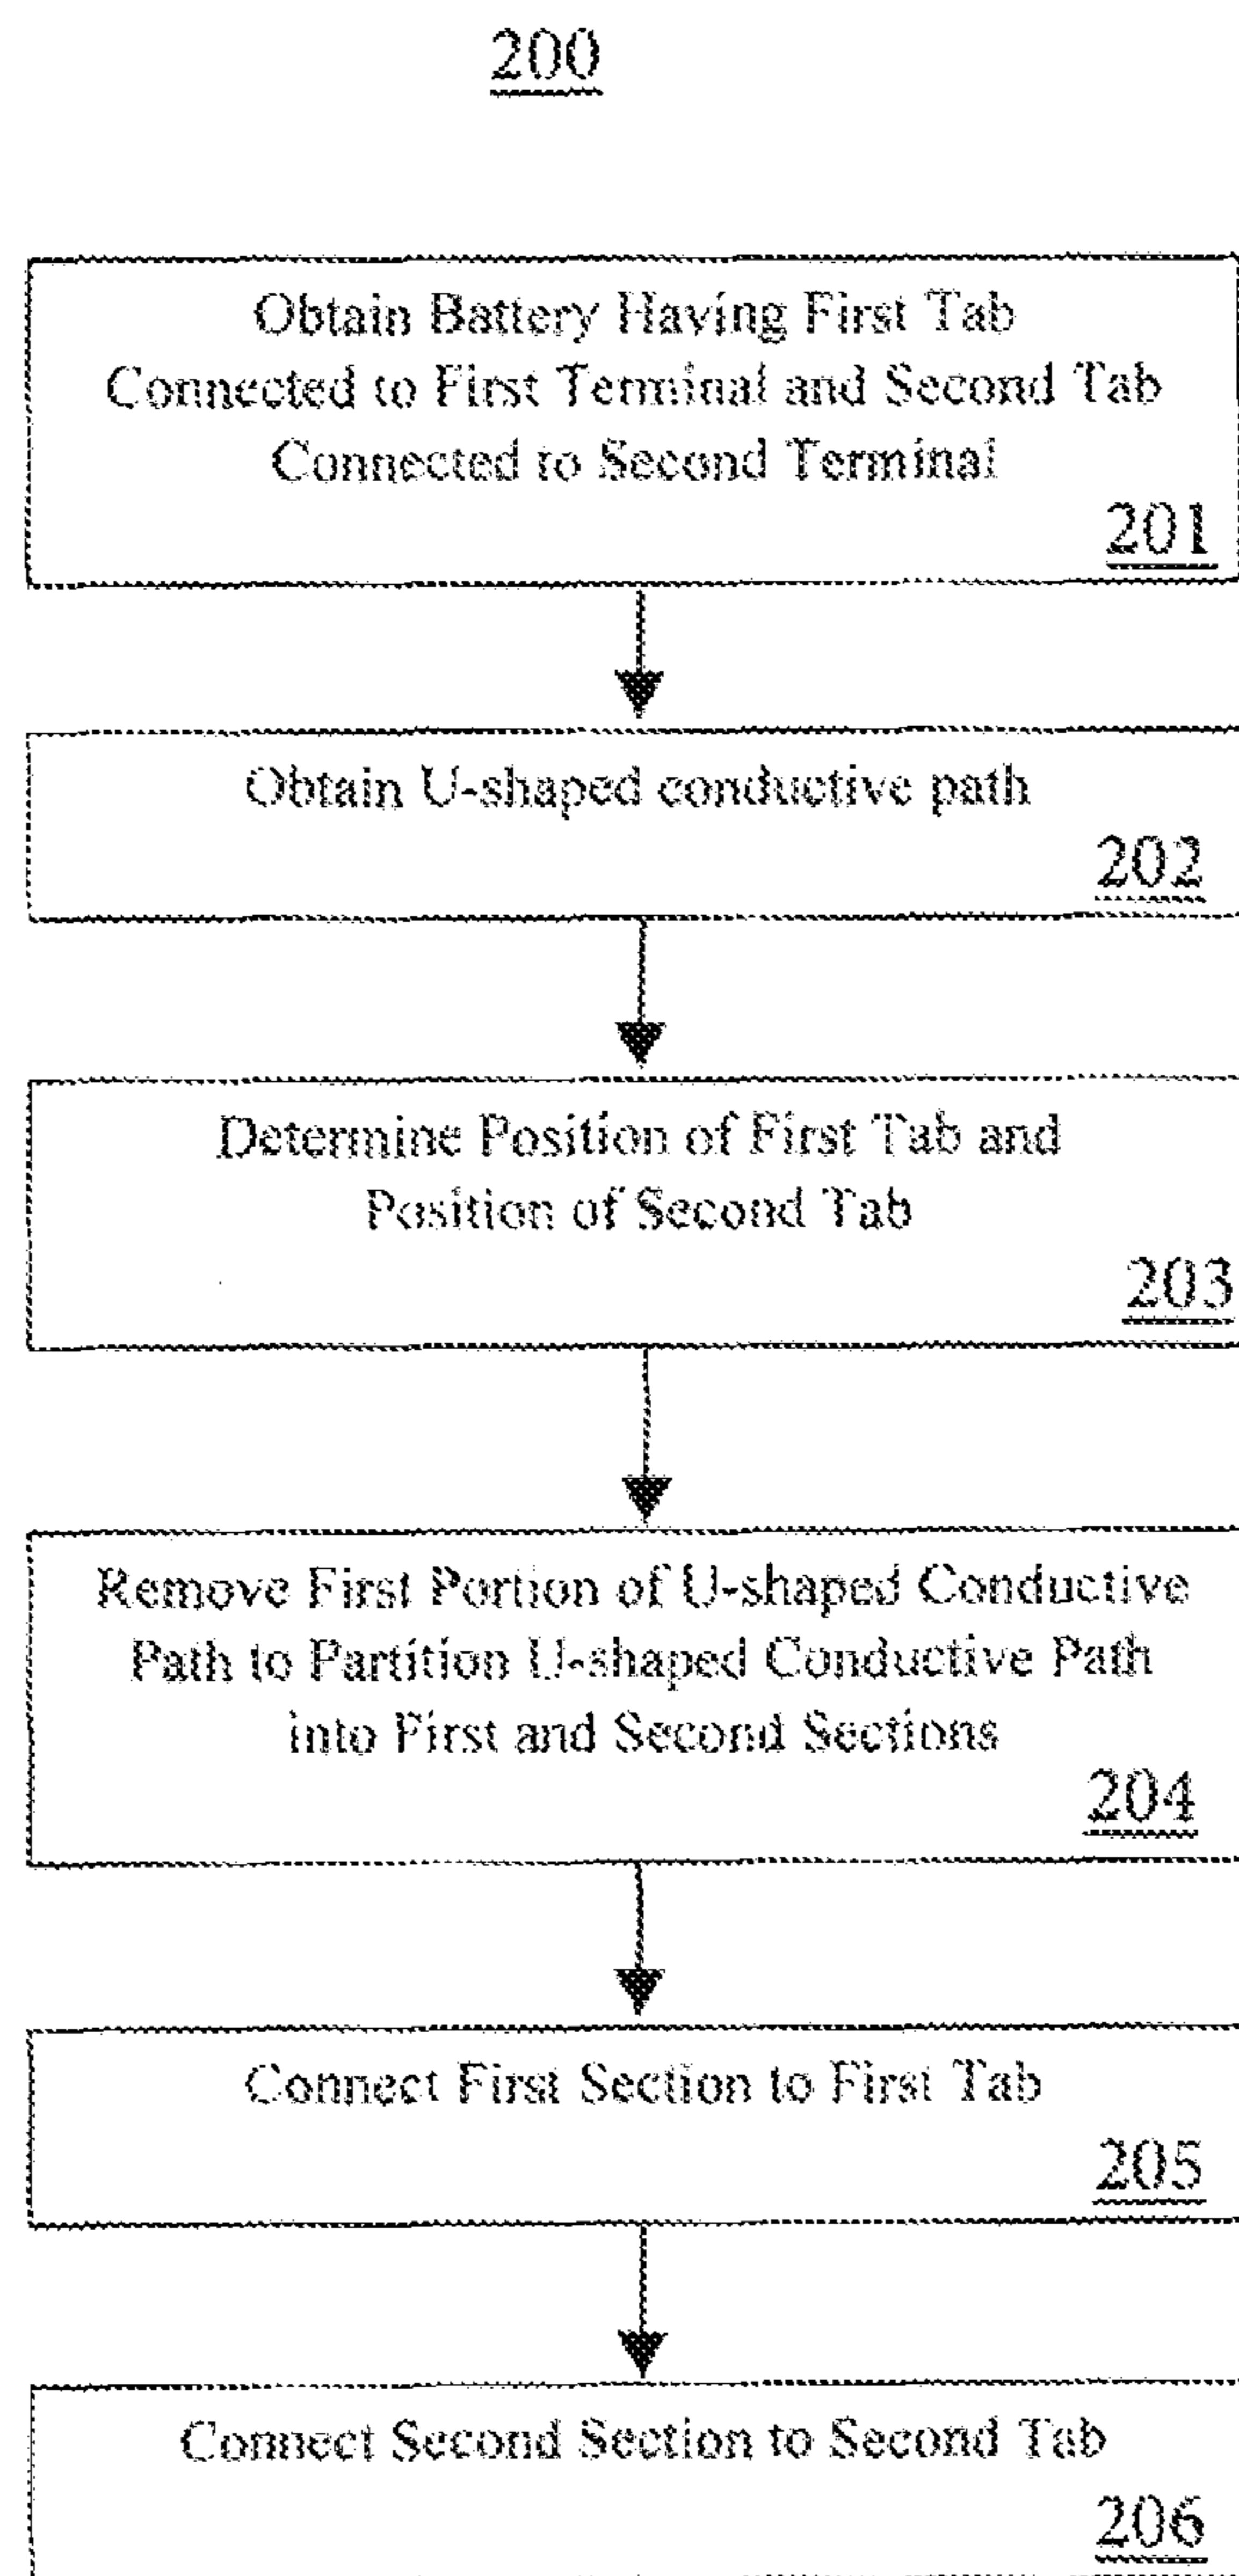 200
Obtain Battery Having First Tab
Connected to First Terminal and Second Tab
Connected to Second Terminal
201
Obtain U-shaped conductive path
202
Determine Position of First Tab and
Position of Second Tab
203
Remove First Portion of U-shaped Conductive
Path to Partition U-shaped Conductive Path
into First and Second Sections
204
Connect First Section to First Tab
205
Connect Second Section to Second Tab
206